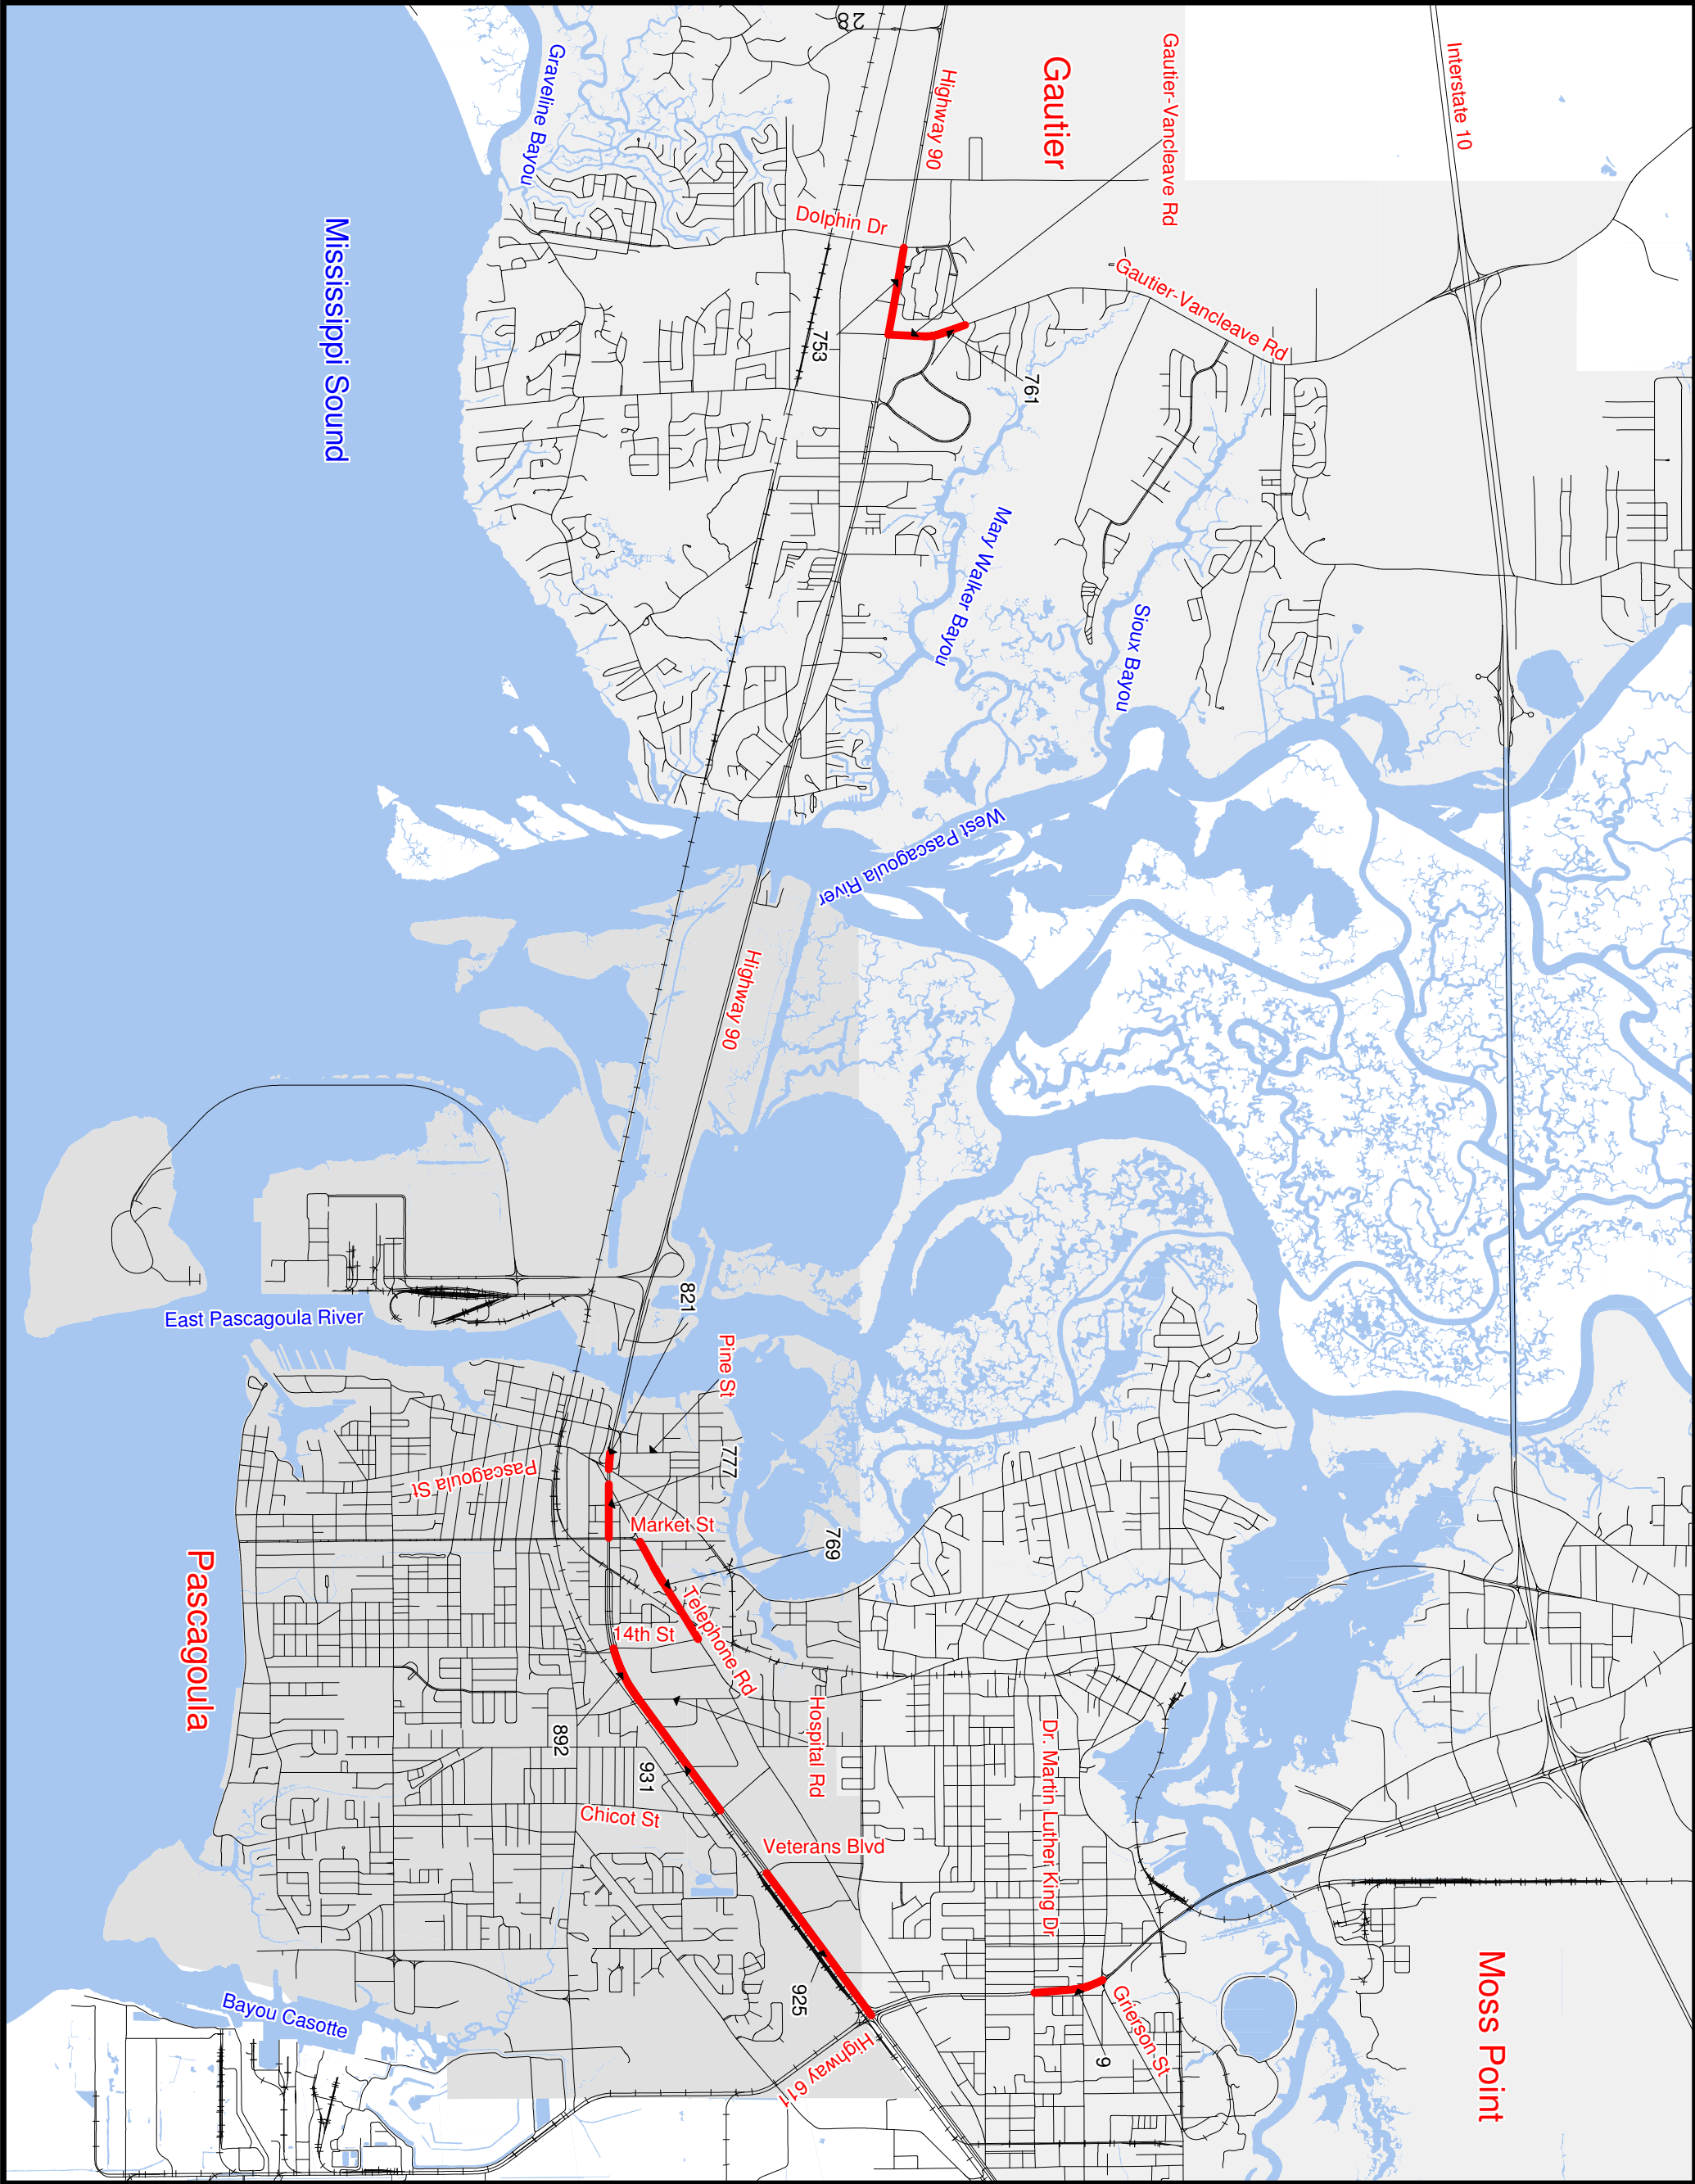 Interstate 10
Gautier-Vancleave Rd
Gautier
Highway 90
28
Graveline Bayou
Dolphin Dr
Gautier-Vancleave Rd
Mississippi Sound
753
761
Mary Walker Bayou
Sioux Bayou
West Pascagoula River
Highway 90
East Pascagoula River
821
Pine St
777
Pascagoula St
Market St
769
Telephone Rd
14th St
Pascagoula
892
Hospital Rd
931
Chicot St
Dr. Martin Luther King Dr
Veterans Blvd
925
Moss Point
Grierson St
9
Bayou Casotte
Highway 611